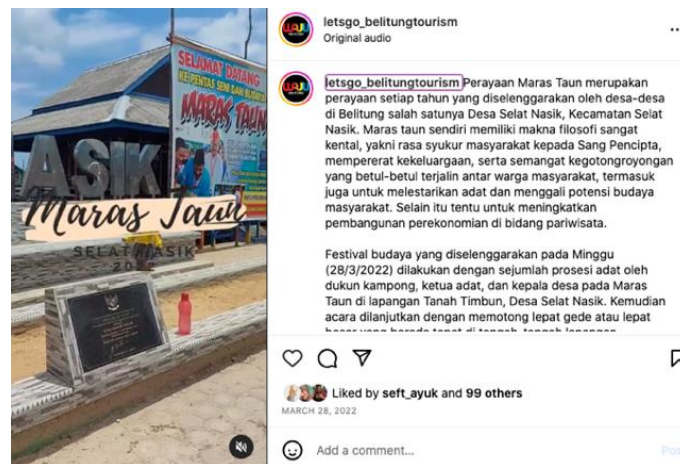 SELAMAT DATANG
KE PENTAS SENI DAN BUDAYA
MARAS TAUN
ASIK
Maras Taun
SELAT NASIK
letsgo_belitungtourism
Original audio
letsgo_belitungtourism Perayaan Maras Taun merupakan
perayaan setiap tahun yang diselenggarakan oleh desa-desa
di Belitung salah satunya Desa Selat Nasik, Kecamatan Selat
Nasik. Maras taun sendiri memiliki makna filosofi sangat
kental, yakni rasa syukur masyarakat kepada Sang Pencipta,
mempererat kekeluargaan, serta semangat kegotongroyongan
yang betul-betul terjalin antar warga masyarakat, termasuk
juga untuk melestarikan adat dan menggali potensi budaya
masyarakat. Selain itu tentu untuk meningkatkan
pembangunan perekonomian di bidang pariwisata.
Festival budaya yang diselenggarakan pada Minggu
(28/3/2022) dilakukan dengan sejumlah prosesi adat oleh
dukun kampong, ketua adat, dan kepala desa pada Maras
Taun di lapangan Tanah Timbun, Desa Selat Nasik. Kemudian
acara dilanjutkan dengan memotong lepat gede atau lepat
Liked by seft_ayuk and 99 others
MARCH 28, 2022
Add a comment...